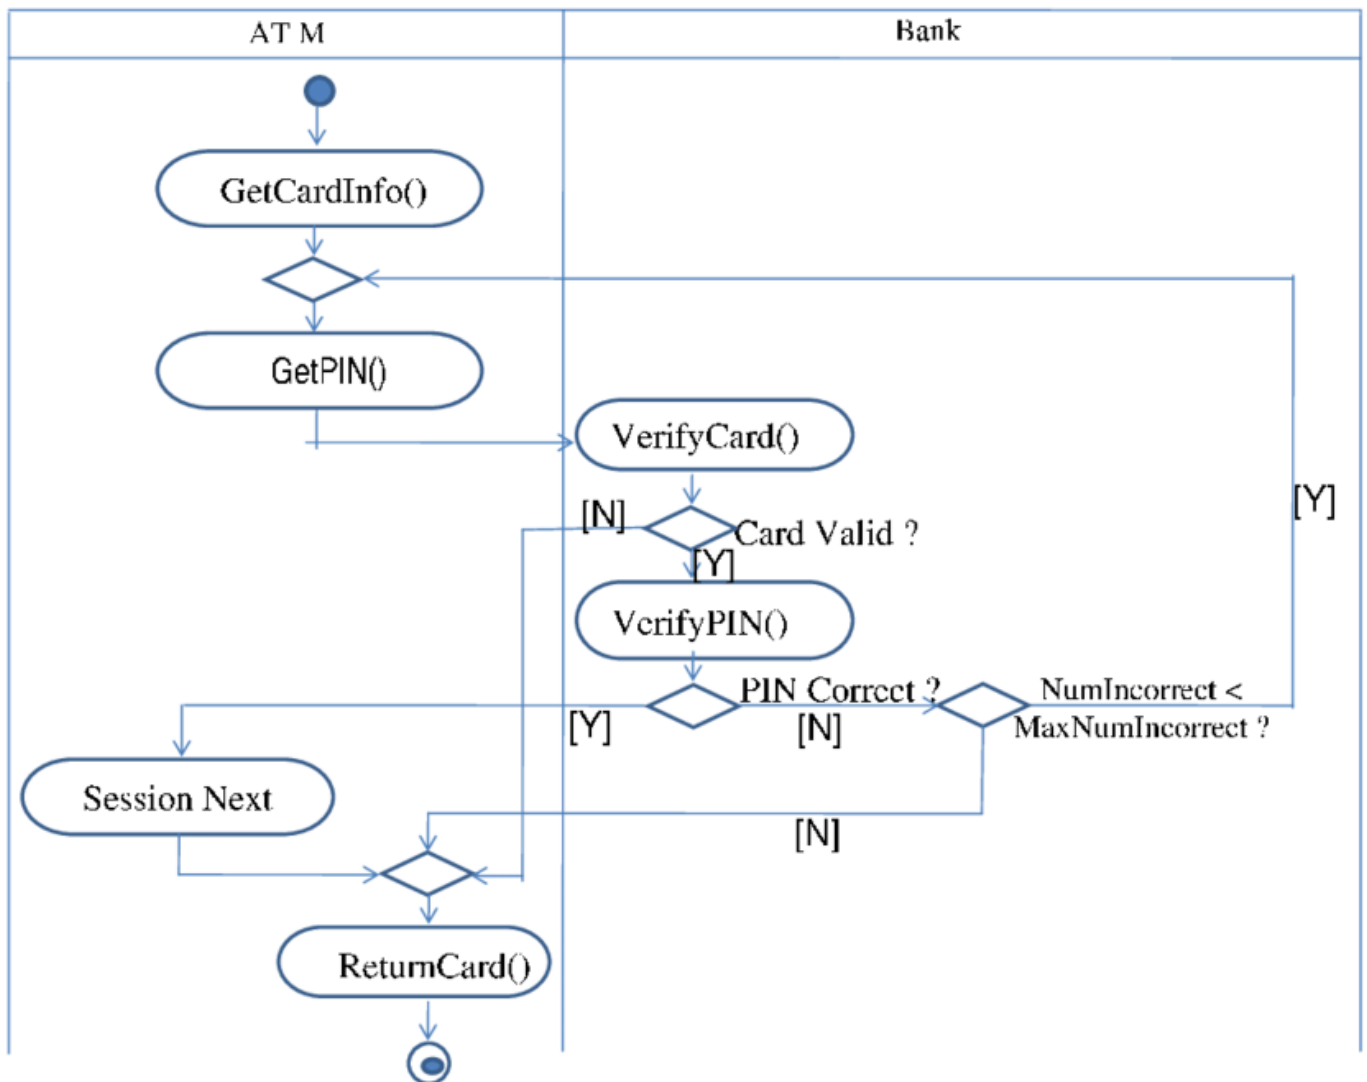 AT M
Bank
GetCardInfo()
GetPIN()
VerifyCard()
[N]
Card Valid ?
[Y]
[Y]
VerifyPIN()
PIN Correct ?
NumIncorrect <
MaxNumIncorrect ?
[Y]
[N]
Session Next
[N]
ReturnCard()